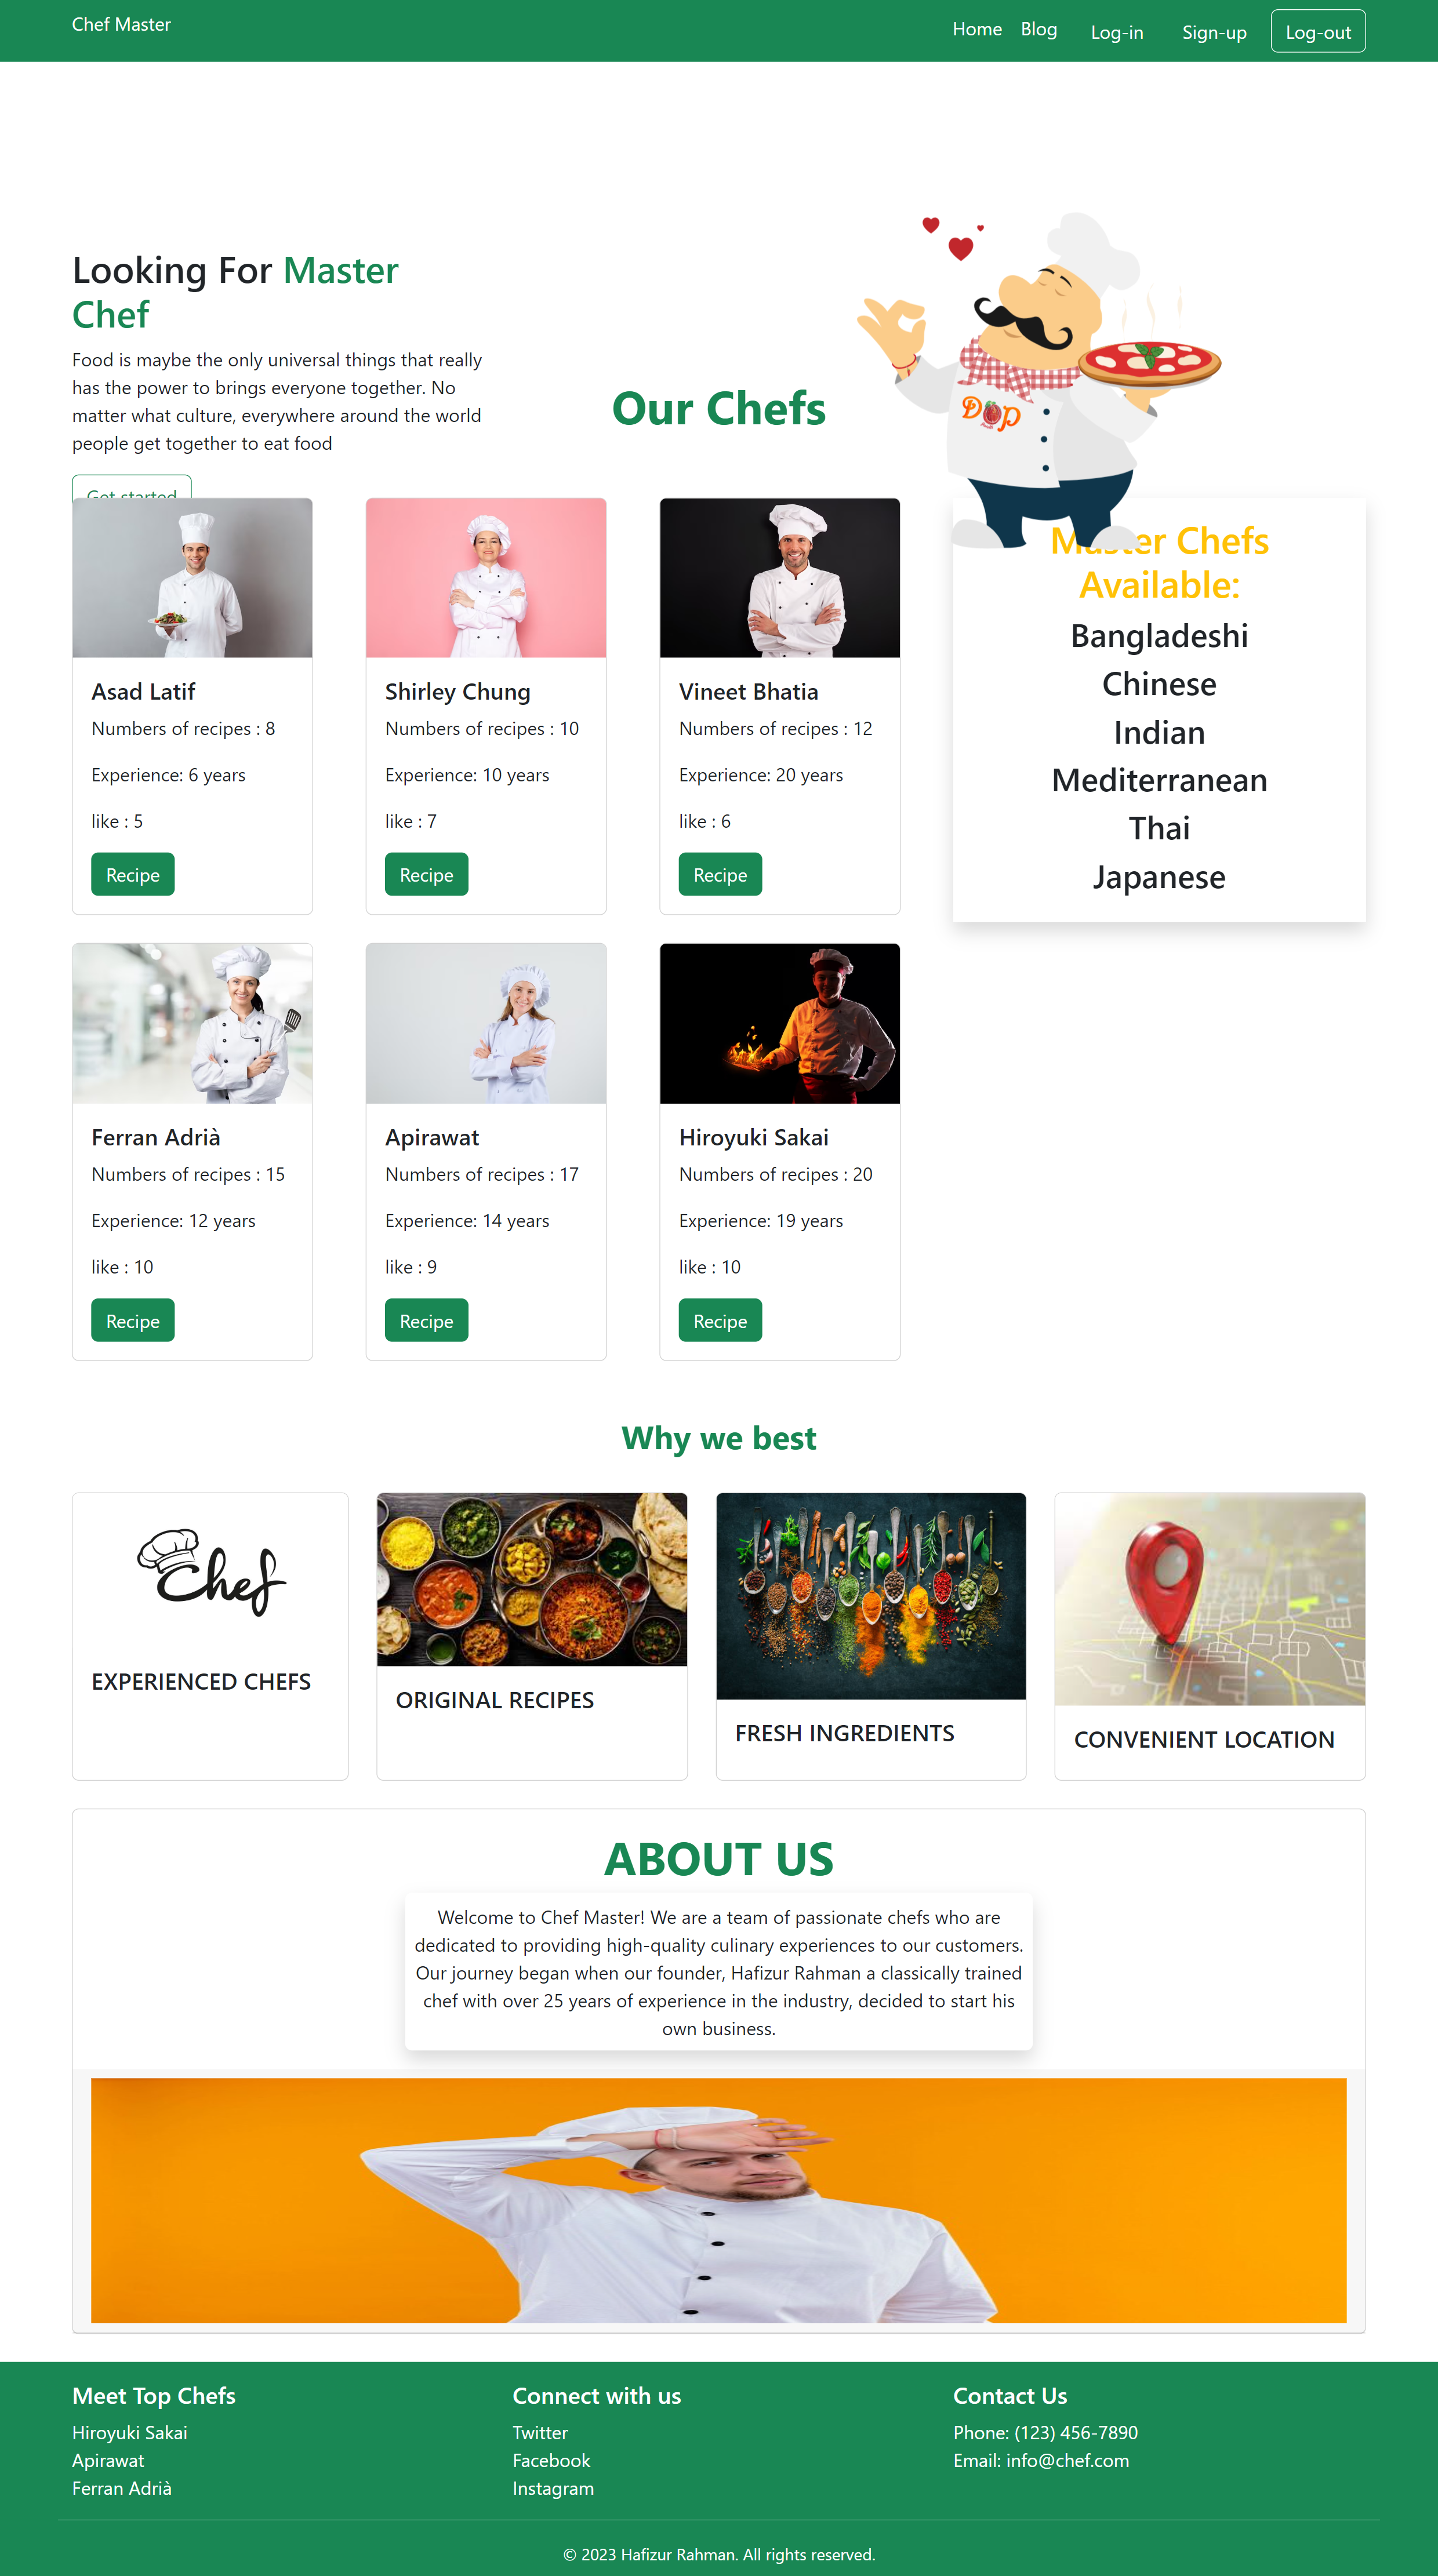 Chef Master
Home
Blog
Log-in
Sign-up
Log-out
Looking For Master
Chef
Food is maybe the only universal things that really
has the power to brings everyone together. No
matter what culture, everywhere around the world
people get together to eat food
Get started
Dop
Our Chefs
Asad Latif
Numbers of recipes : 8
Experience: 6 years
like : 5
Recipe
Shirley Chung
Numbers of recipes : 10
Experience: 10 years
like : 7
Recipe
Vineet Bhatia
Numbers of recipes : 12
Experience: 20 years
like : 6
Recipe
Master Chefs
Available:
Bangladeshi
Chinese
Indian
Mediterranean
Thai
Japanese
Ferran Adrià
Numbers of recipes : 15
Experience: 12 years
like : 10
Recipe
Apirawat
Numbers of recipes : 17
Experience: 14 years
like : 9
Recipe
Hiroyuki Sakai
Numbers of recipes : 20
Experience: 19 years
like : 10
Recipe
Why we best
Chef
EXPERIENCED CHEFS
ORIGINAL RECIPES
FRESH INGREDIENTS
CONVENIENT LOCATION
ABOUT US
Welcome to Chef Master! We are a team of passionate chefs who are
dedicated to providing high-quality culinary experiences to our customers.
Our journey began when our founder, Hafizur Rahman a classically trained
chef with over 25 years of experience in the industry, decided to start his
own business.
Meet Top Chefs
Hiroyuki Sakai
Apirawat
Ferran Adrià
Connect with us
Twitter
Facebook
Instagram
Contact Us
Phone: (123) 456-7890
Email: info@chef.com
© 2023 Hafizur Rahman. All rights reserved.